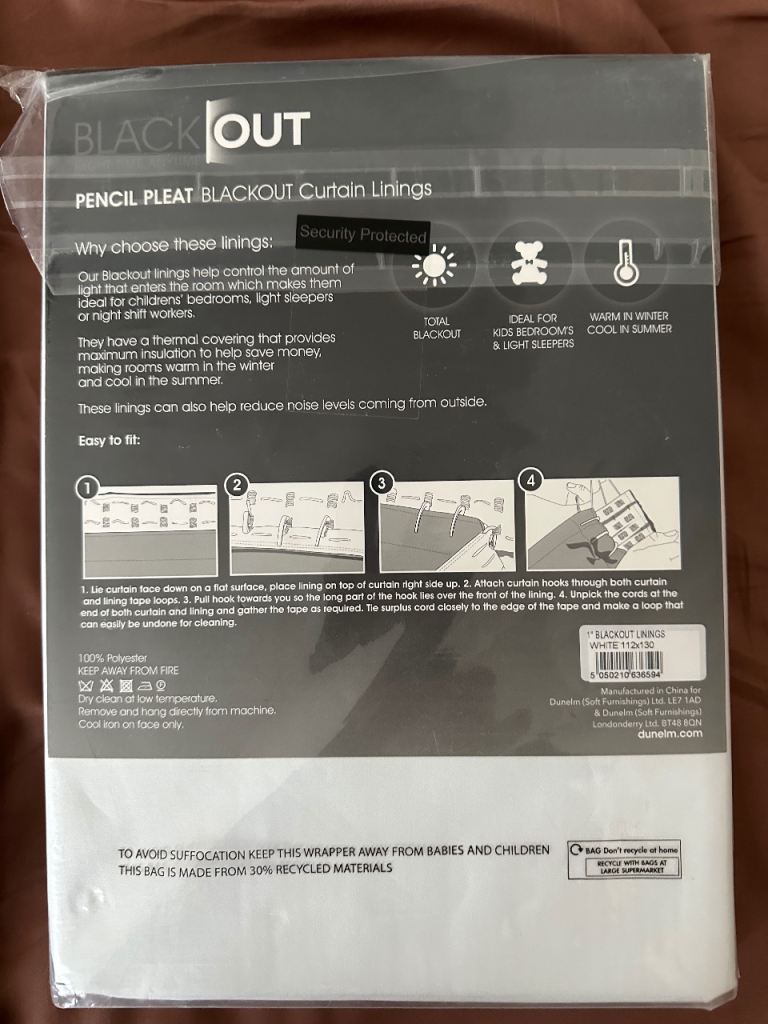 BLACKOUT
PENCIL PLEAT BLACKOUT Curtain Linings
Security Protected
Why choose these linings:
Our Blackout linings help control the amount of
light that enters the room which makes them
ideal for childrens' bedrooms, light sleepers
or night shift workers.
They have a thermal covering that provides
maximum insulation to help save money,
making rooms warm in the winter
and cool in the summer.
These linings can also help reduce noise levels coming from outside.
TOTAL
BLACKOUT
IDEAL FOR
KIDS BEDROOM'S
& LIGHT SLEEPERS
WARM IN WINTER
COOL IN SUMMER
Easy to fit:
1
2
3
4
1. Lie curtain face down on a flat surface, place lining on top of curtain right side up. 2. Attach curtain hooks through both curtain
and lining tape loops. 3. Pull hook towards you so the long part of the hook lies over the front of the lining. 4. Unpick the cords at the
end of both curtain and lining and gather the tape as required. Tie surplus cord closely to the edge of the tape and make a loop that
can easily be undone for cleaning.
1" BLACKOUT LININGS
WHITE 112x130
5 050210 636594
100% Polyester
KEEP AWAY FROM FIRE
Dry clean at low temperature.
Remove and hang directly from machine.
Cool iron on face only.
Manufactured in China for
Dunelm (Soft Furnishings) Ltd. LE7 1AD
& Dunelm (Soft Furnishings)
Londonderry Ltd. BT48 8QN
dunelm.com
TO AVOID SUFFOCATION KEEP THIS WRAPPER AWAY FROM BABIES AND CHILDREN
THIS BAG IS MADE FROM 30% RECYCLED MATERIALS
BAG Don't recycle at home
RECYCLE WITH BAGS AT
LARGE SUPERMARKET